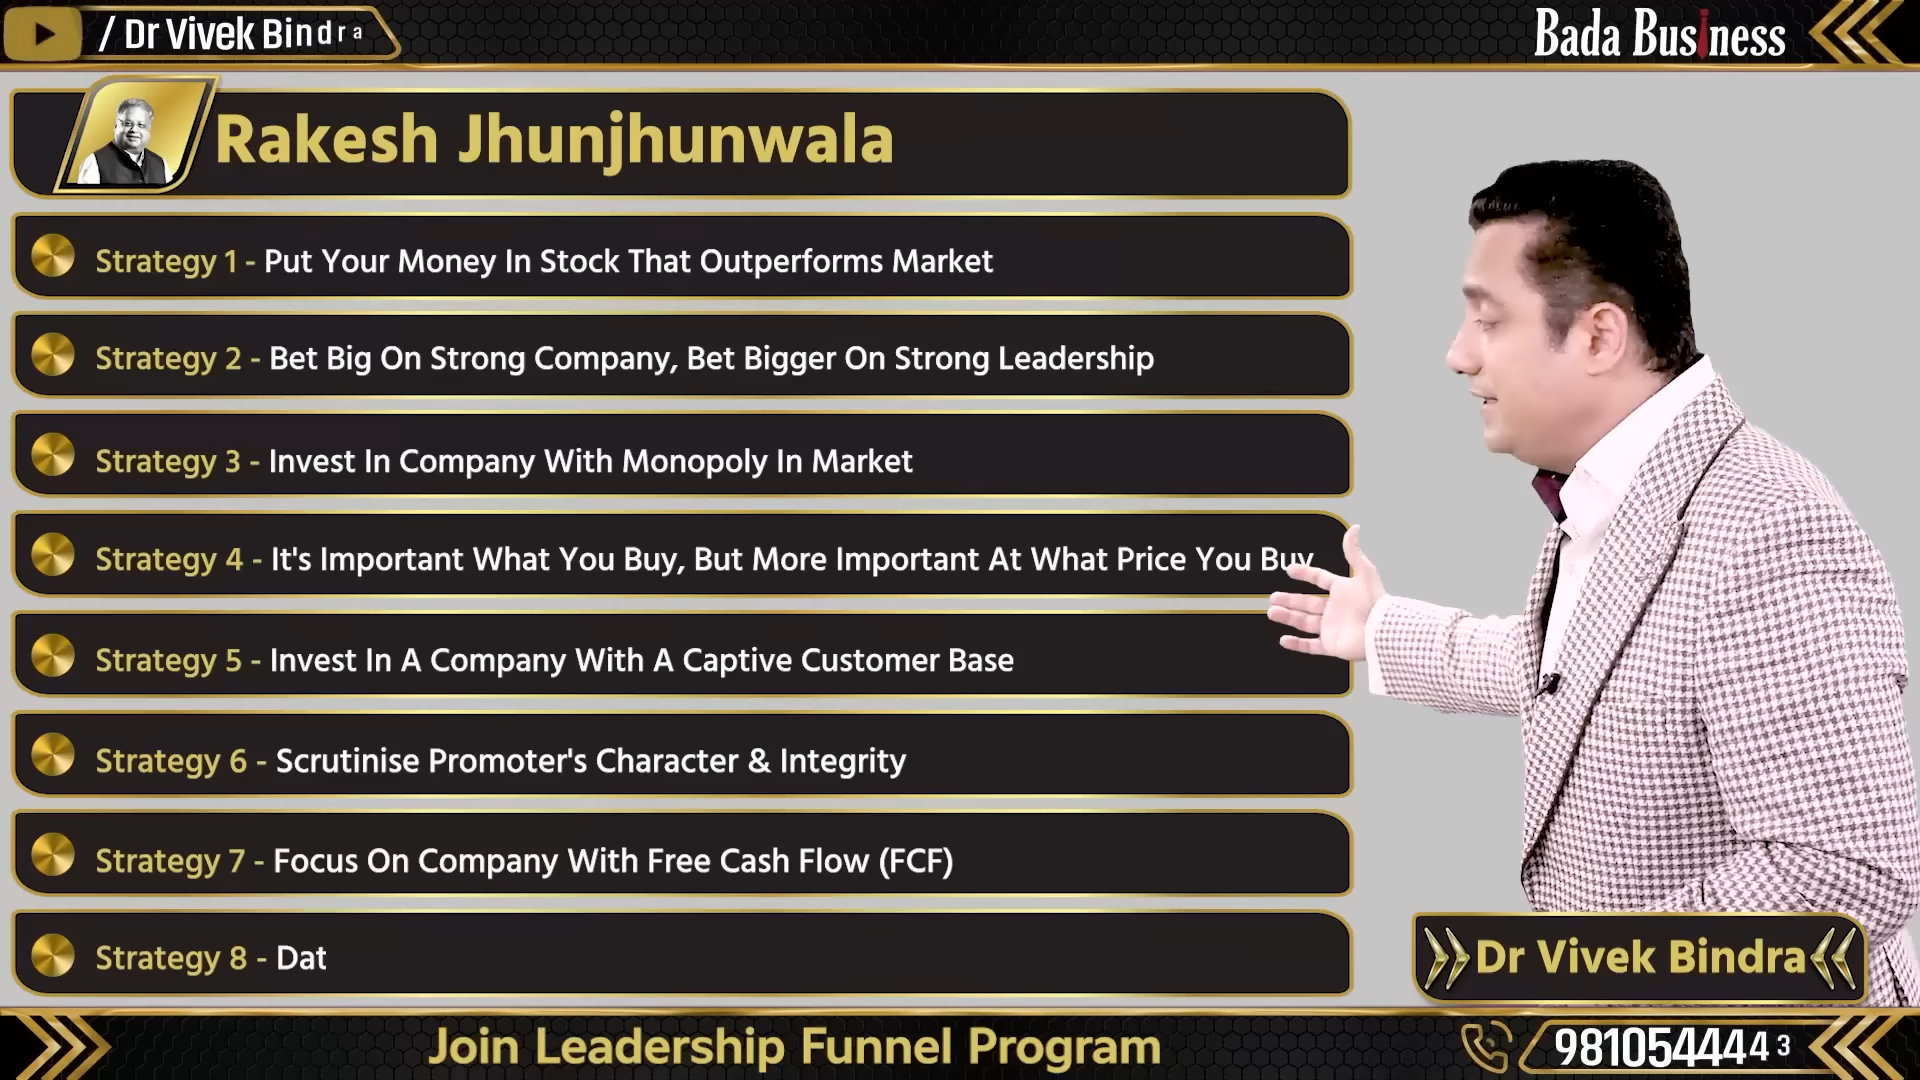 / Dr Vivek Bindra
Bada Business
Rakesh Jhunjhunwala
Strategy 1 - Put Your Money In Stock That Outperforms Market
Strategy 2 - Bet Big On Strong Company, Bet Bigger On Strong Leadership
Strategy 3 - Invest In Company With Monopoly In Market
Strategy 4 - It's Important What You Buy, But More Important At What Price You Buy
Strategy 5 - Invest In A Company With A Captive Customer Base
Strategy 6 - Scrutinise Promoter's Character & Integrity
Strategy 7 - Focus On Company With Free Cash Flow (FCF)
Strategy 8 - Dat
Dr Vivek Bindra
Join Leadership Funnel Program
9810544443